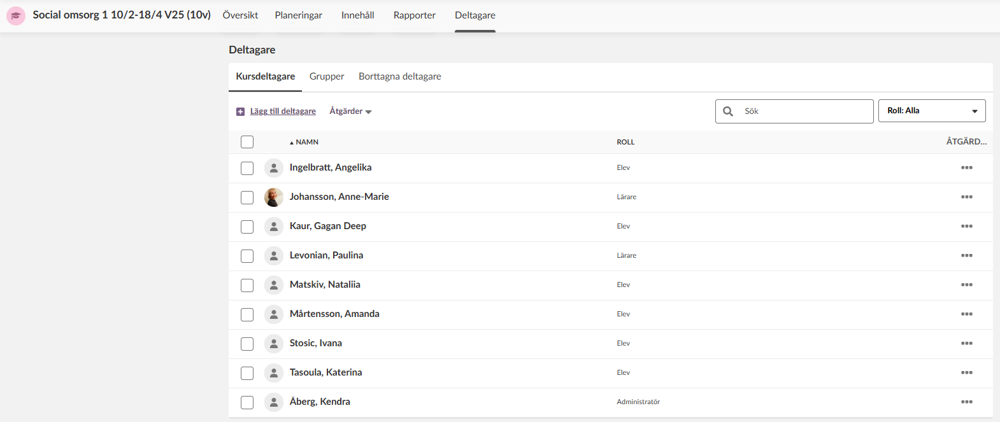 Social omsorg 1 10/2-18/4 V25 (10v) Översikt Planeringar Innehåll Rapporter Deltagare
Deltagare
Kursdeltagare Grupper Borttagna deltagare
Lägg till deltagare Åtgärder Sök Roll: Alla
NAMN ROLL ÅTGÄRD...
Ingelbratt, Angelika Elev
Johansson, Anne-Marie Lärare
Kaur, Gagan Deep Elev
Levonian, Paulina Lärare
Matskiv, Nataliia Elev
Mårtensson, Amanda Elev
Stosic, Ivana Elev
Tasoula, Katerina Elev
Åberg, Kendra Administratör